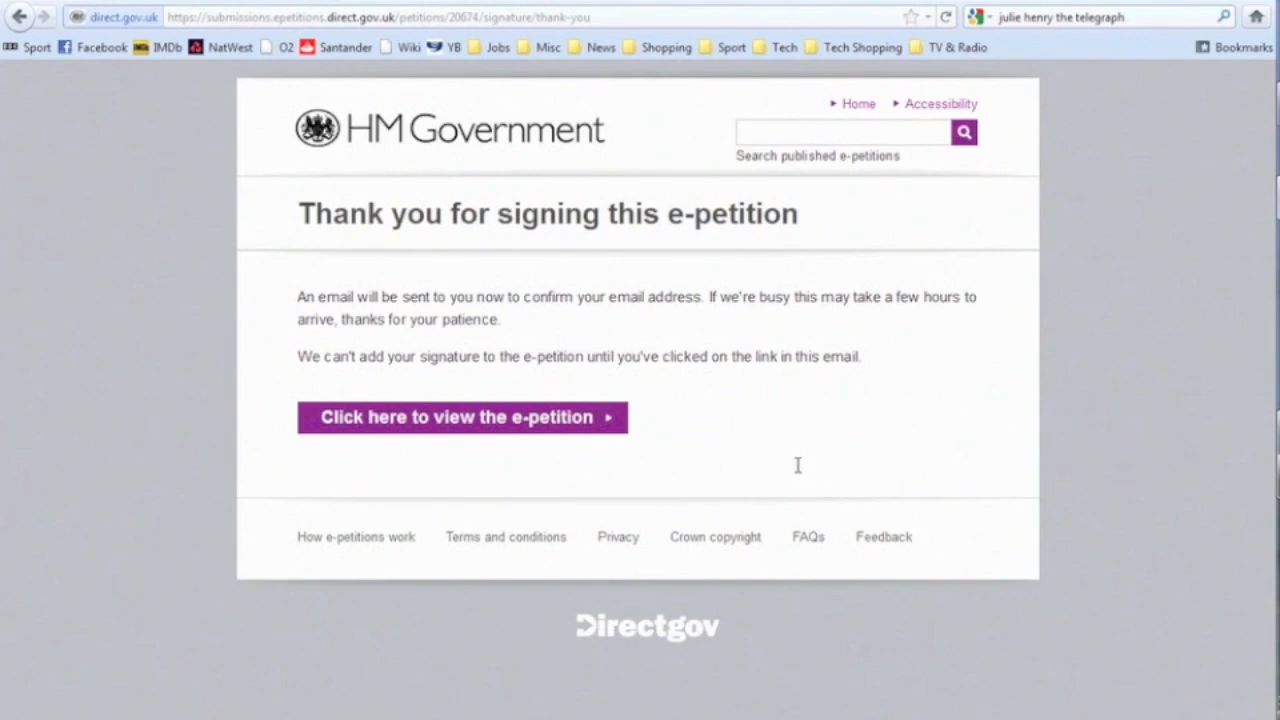 direct.gov.uk https://submissions.epetitions.direct.gov.uk/petitions/20674/signature/thank-you julie henry the telegraph
Sport Facebook IMDb NatWest O2 Santander Wiki YB Jobs Misc News Shopping Sport Tech Tech Shopping TV & Radio Bookmarks
Home Accessibility
HM Government
Search published e-petitions
Thank you for signing this e-petition
An email will be sent to you now to confirm your email address. If we're busy this may take a few hours to
arrive, thanks for your patience.
We can't add your signature to the e-petition until you've clicked on the link in this email.
Click here to view the e-petition
How e-petitions work Terms and conditions Privacy Crown copyright FAQs Feedback
Directgov